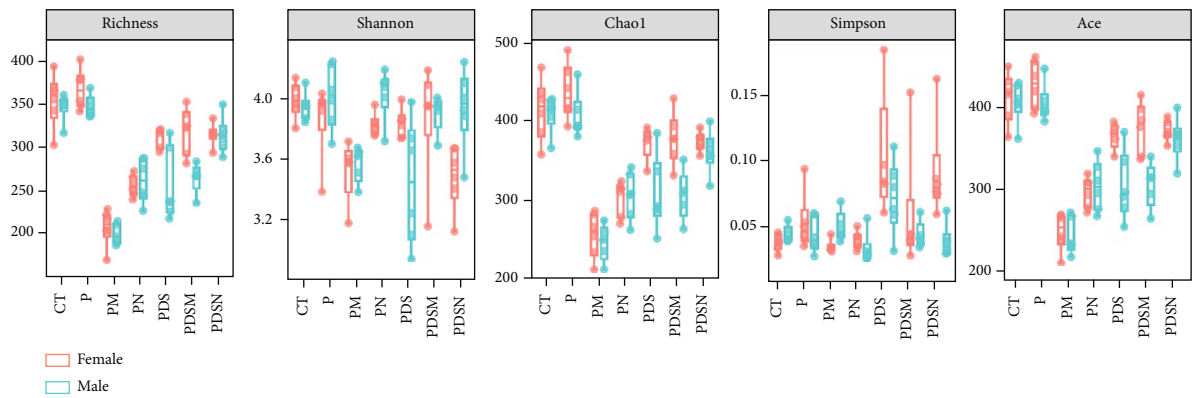 Richness
Shannon
Chao1
Simpson
Ace
400
350
300
250
200
4.0
3.6
3.2
500
400
300
200
0.15
0.10
0.05
400
300
200
CT P PM PN PDS PDSM PDSN
CT P PM PN PDS PDSM PDSN
CT P PM PN PDS PDSM PDSN
CT P PM PN PDS PDSM PDSN
CT P PM PN PDS PDSM PDSN
Female
Male